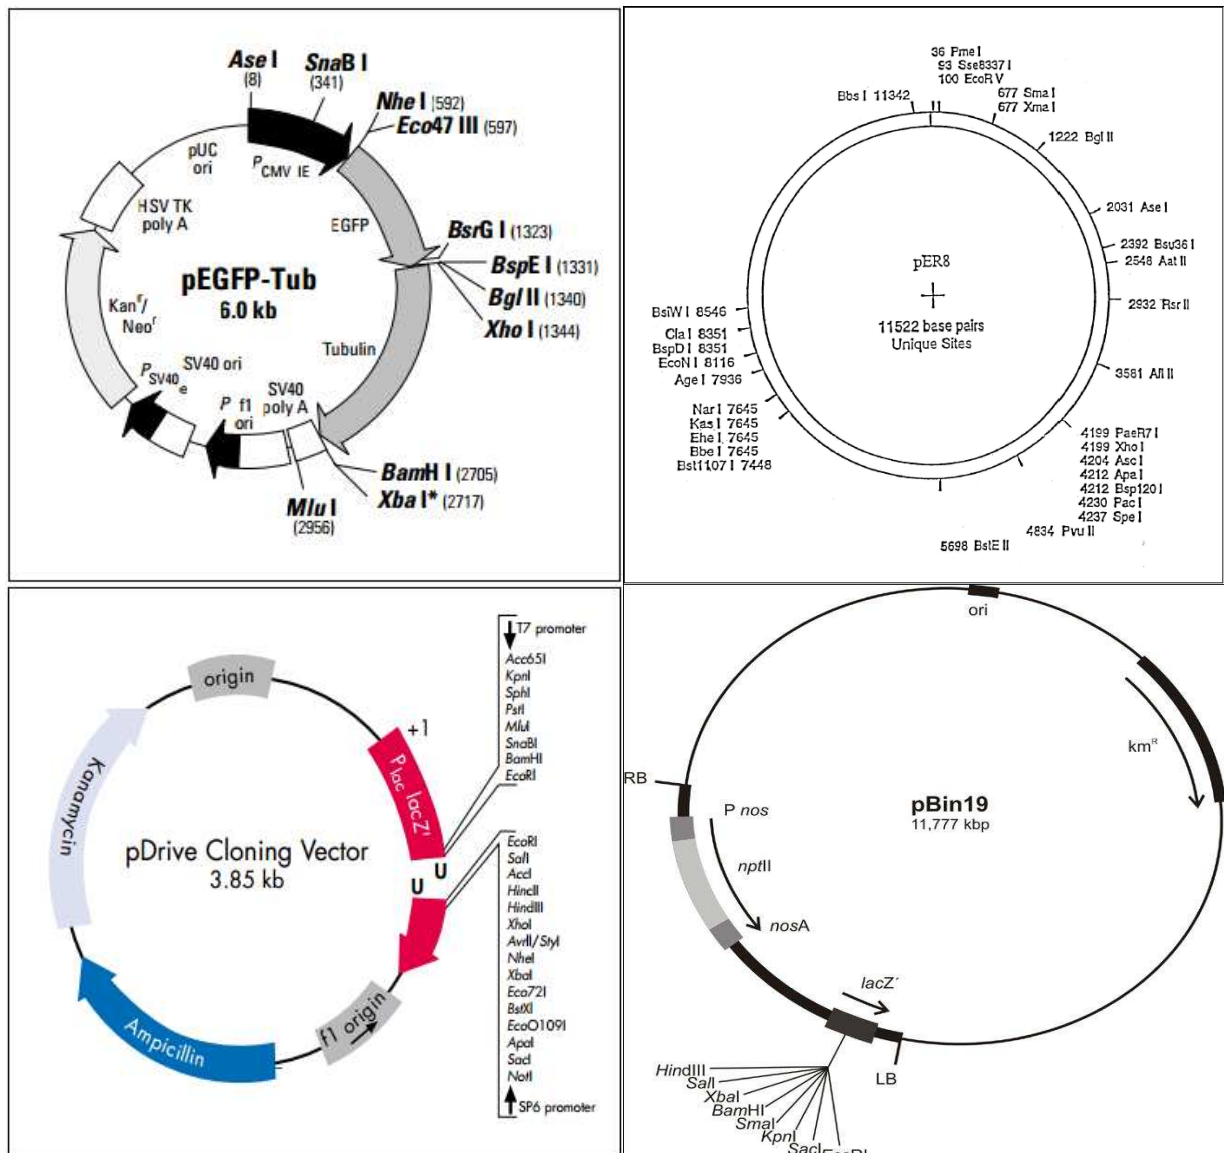 Ase I
(8)
SnaB I
(341)
Nhe I (592)
Eco47 III (597)
pUC
ori
PCMV IE
HSV TK
poly A
EGFP
BsrG I (1323)
BspE I (1331)
Bgl II (1340)
Xho I (1344)
pEGFP-Tub
6.0 kb
Kanr/
Neor
Tubulin
SV40 ori
PSV40 e
SV40
poly A
P f1
ori
BamH I (2705)
Xba I* (2717)
Mlu I
(2956)
36 Pme I
93 Sse8337 I
100 EcoR V
677 Sma I
677 Xma I
Bbs I 11342
1222 Bgl II
2031 Ase I
2392 Bsu36 I
2548 Aat II
2932 Rsr II
3581 Afl II
pER8
11522 base pairs
Unique Sites
BsiW I 8546
Cla I 8351
BspD I 8351
EcoN I 8116
Age I 7936
Nar I 7645
Kas I 7645
Ehe I 7645
Bbe I 7645
Bst1107 I 7448
4199 PaeR7 I
4199 Xho I
4204 Asc I
4212 Apa I
4212 Bsp120 I
4230 Pac I
4237 Spe I
4834 Pvu II
5698 BstE II
T7 promoter
Acc65I
KpnI
SphI
PstI
MluI
SnaBI
BamHI
EcoRI
origin
+1
Plac lacZ'
Kanamycin
pDrive Cloning Vector
3.85 kb
U
U
EcoRI
SalI
AccI
HincII
HindIII
XhoI
AvrII/StyI
NheI
XbaI
Eco72I
BstXI
EcoO109I
ApaI
SacI
NotI
SP6 promoter
f1 origin
Ampicillin
ori
kmR
RB
P nos
pBin19
11,777 kbp
nptII
nosA
lacZ´
LB
HindIII
SalI
XbaI
BamHI
SmaI
KpnI
SacI